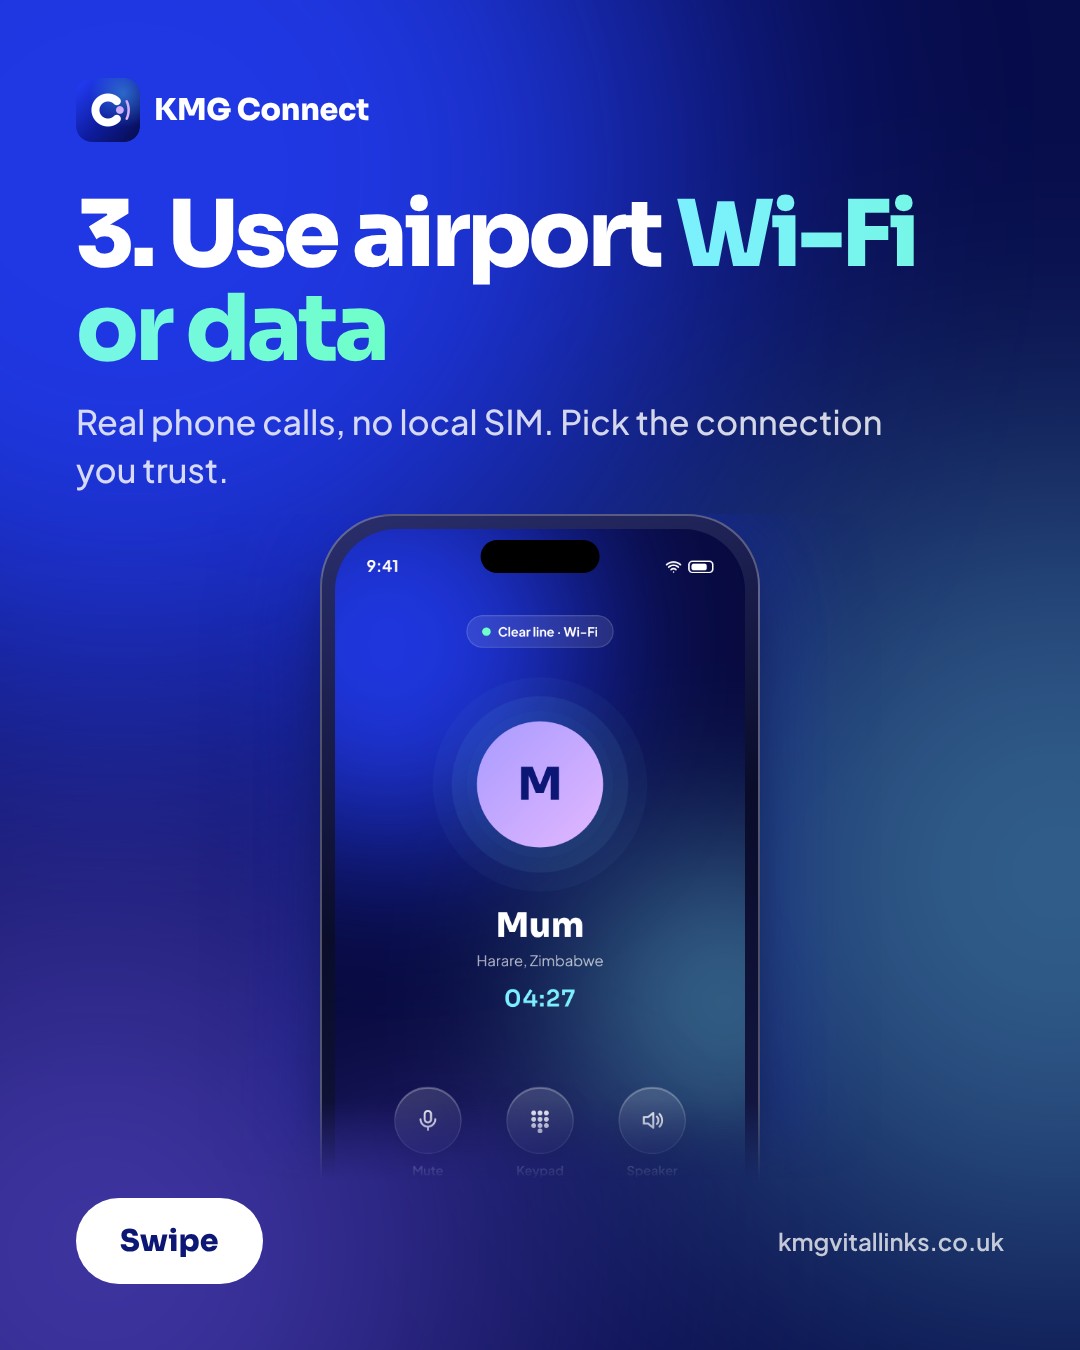 KMG Connect
3. Use airport Wi-Fi
or data
Real phone calls, no local SIM. Pick the connection
you trust.
9:41
Clear line · Wi-Fi
M
Mum
Harare, Zimbabwe
04:27
Mute Keypad Speaker
Swipe
kmgvitallinks.co.uk